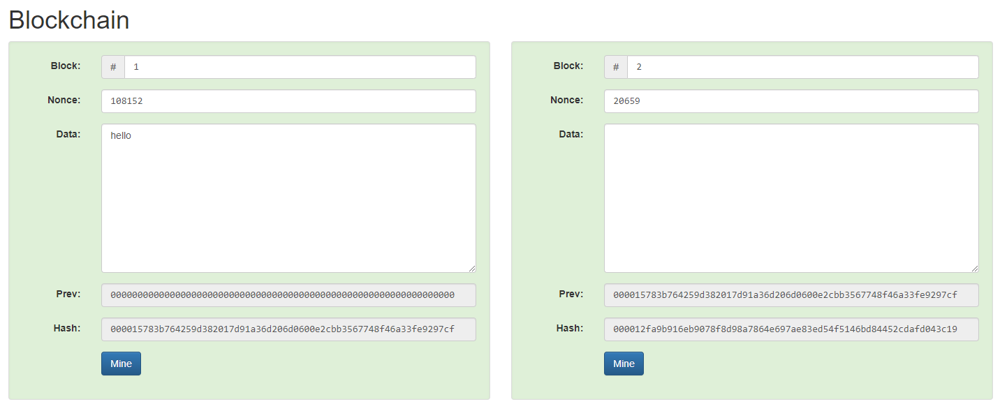 Blockchain
Block: # 1
Nonce: 108152
Data: hello
Prev: 0000000000000000000000000000000000000000000000000000000000000000
Hash: 000015783b764259d382017d91a36d206d0600e2cbb3567748f46a33fe9297cf
Mine
Block: # 2
Nonce: 20659
Data:
Prev: 000015783b764259d382017d91a36d206d0600e2cbb3567748f46a33fe9297cf
Hash: 000012fa9b916eb9078f8d98a7864e697ae83ed54f5146bd84452cdafd043c19
Mine